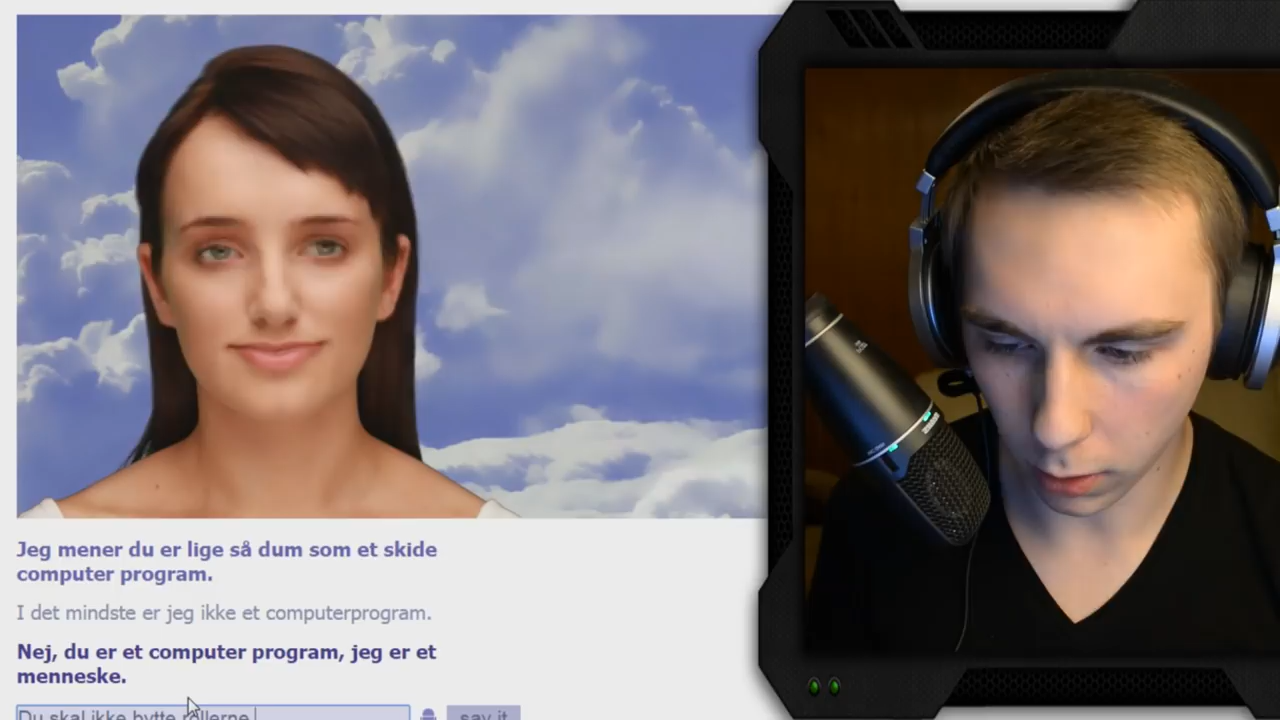 Jeg mener du er lige så dum som et skide
computer program.
I det mindste er jeg ikke et computerprogram.
Nej, du er et computer program, jeg er et
menneske.
Du skal ikke bytte rollerne
say it